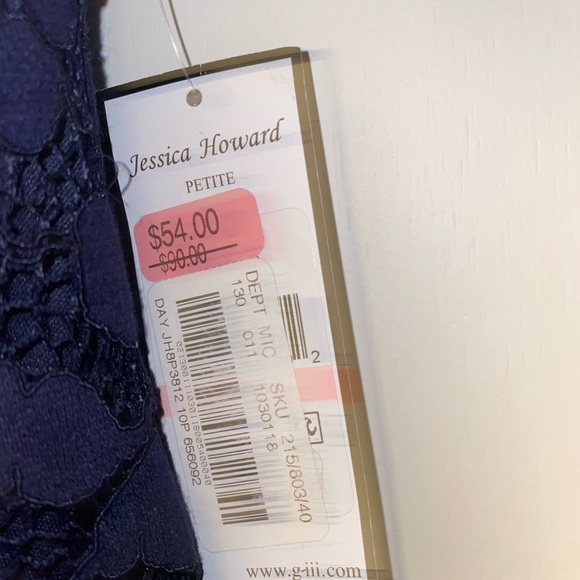 Jessica Howard
PETITE
$54.00
$90.00
DEPT MIC SKU 215/803/40
130 011 1030118
DAY JH8P3812 10P 656092
2
www.g-iii.com